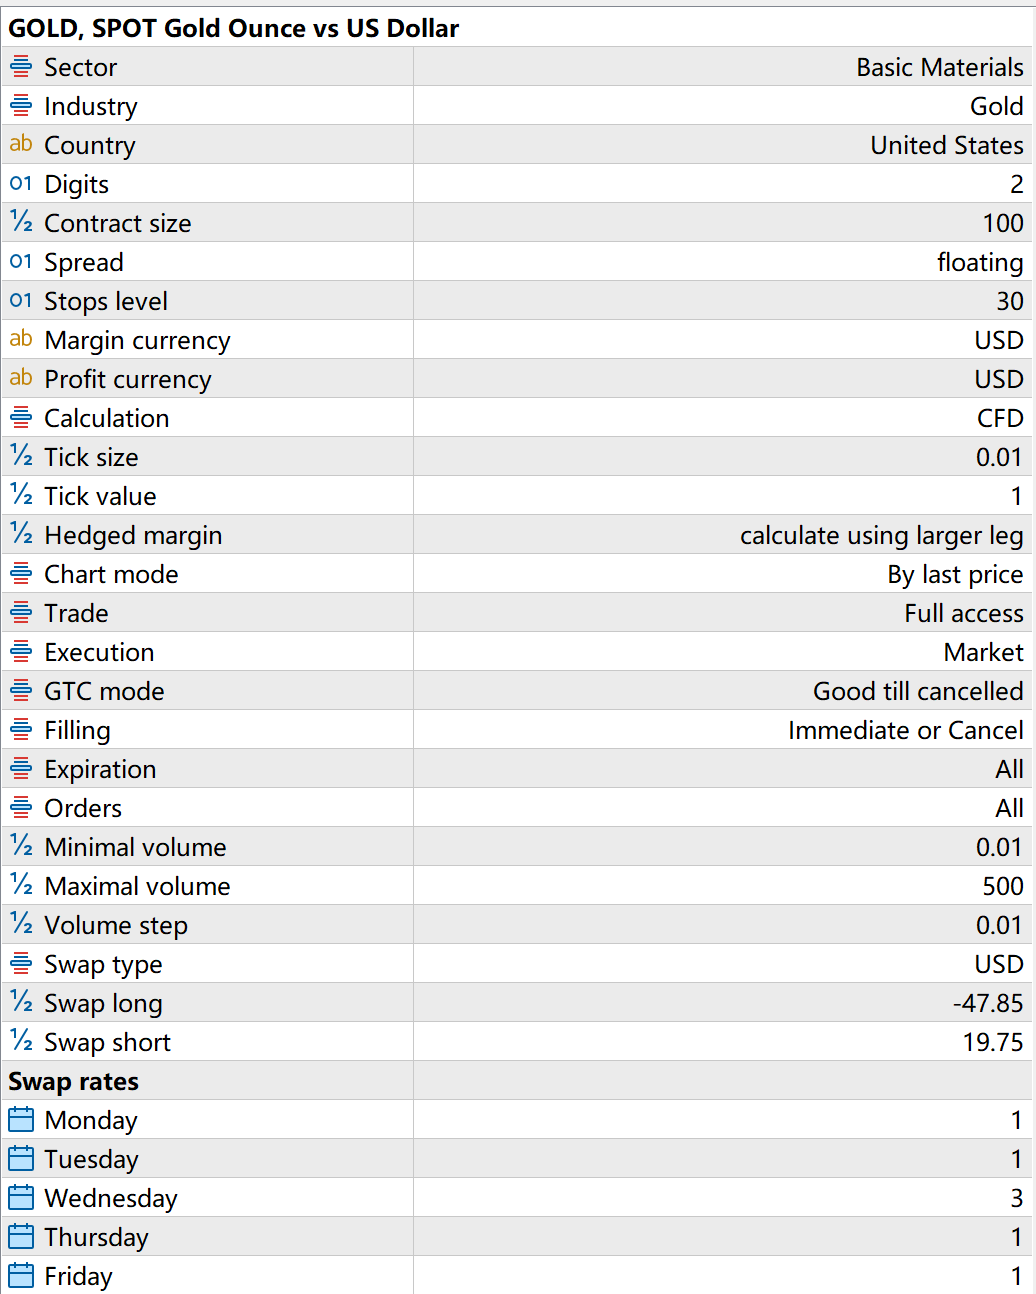 GOLD, SPOT Gold Ounce vs US Dollar
Sector Basic Materials
Industry Gold
ab Country United States
01 Digits 2
½ Contract size 100
01 Spread floating
01 Stops level 30
ab Margin currency USD
ab Profit currency USD
Calculation CFD
½ Tick size 0.01
½ Tick value 1
½ Hedged margin calculate using larger leg
Chart mode By last price
Trade Full access
Execution Market
GTC mode Good till cancelled
Filling Immediate or Cancel
Expiration All
Orders All
½ Minimal volume 0.01
½ Maximal volume 500
½ Volume step 0.01
Swap type USD
½ Swap long -47.85
½ Swap short 19.75
Swap rates
Monday 1
Tuesday 1
Wednesday 3
Thursday 1
Friday 1